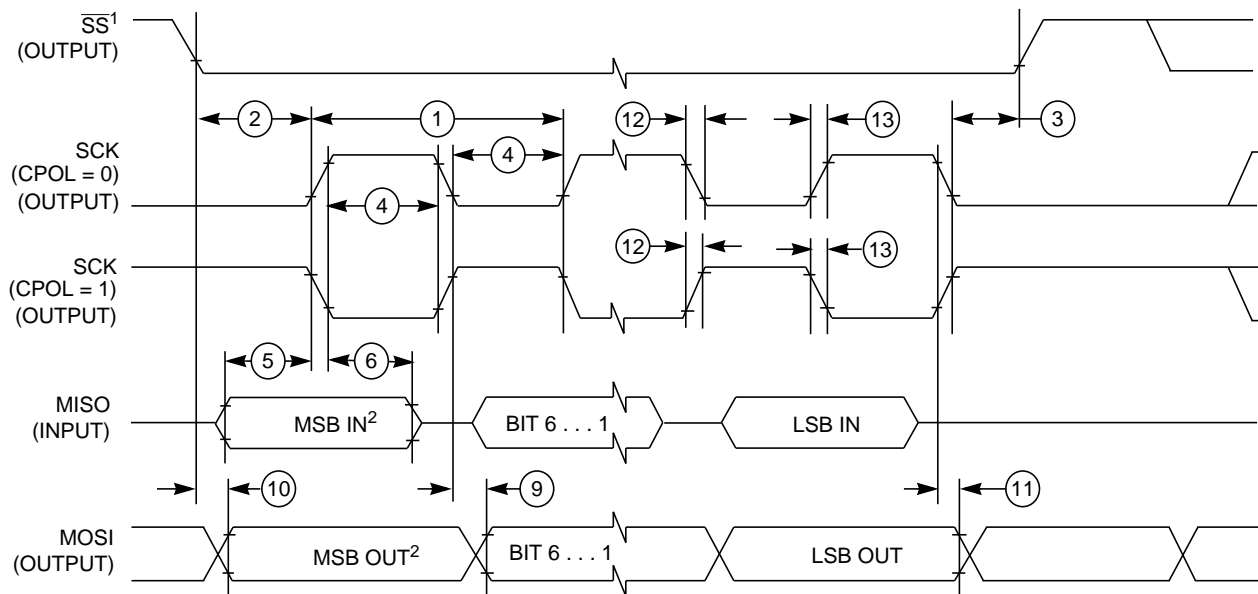 SS¹
(OUTPUT)
2
1
12
13
3
SCK
(CPOL = 0)
(OUTPUT)
4
4
SCK
(CPOL = 1)
(OUTPUT)
12
13
5
6
MISO
(INPUT)
MSB IN²
BIT 6 . . . 1
LSB IN
10
9
11
MOSI
(OUTPUT)
MSB OUT²
BIT 6 . . . 1
LSB OUT